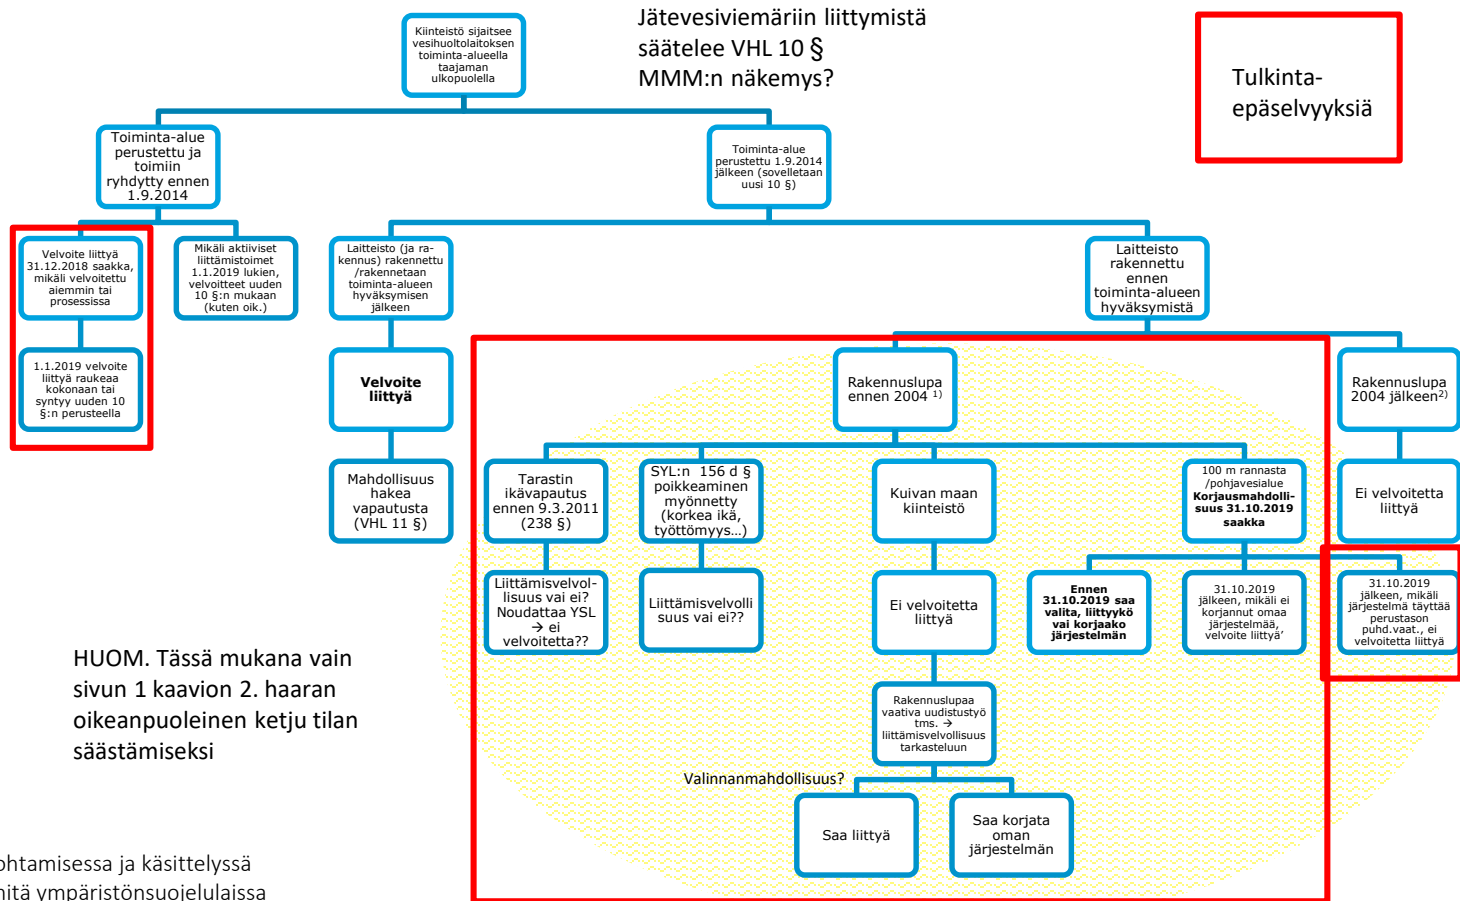 Jätevesiviemäriin liittymistä
säätelee VHL 10 §
MMM:n näkemys?
Tulkinta-
epäselvyyksiä
Kiinteistö sijaitsee
vesihuoltolaitoksen
toiminta-alueella
taajaman
ulkopuolella
Toiminta-alue
perustettu ja
toimiin
ryhdytty ennen
1.9.2014
Toiminta-alue
perustettu 1.9.2014
jälkeen (sovelletaan
uusi 10 §)
Velvoite liittyä
31.12.2018 saakka,
mikäli velvoitettu
aiemmin tai
prosessissa
Mikäli aktiiviset
liittämistoimet
1.1.2019 lukien,
velvoitteet uuden
10 §:n mukaan
(kuten oik.)
Laitteisto (ja ra-
kennus) rakennettu
/rakennetaan
toiminta-alueen
hyväksymisen
jälkeen
Laitteisto
rakennettu
ennen
toiminta-alueen
hyväksymistä
1.1.2019 velvoite
liittyä raukeaa
kokonaan tai
syntyy uuden 10
§:n perusteella
Velvoite
liittyä
Rakennuslupa
ennen 2004 1)
Rakennuslupa
2004 jälkeen2)
Mahdollisuus
hakea
vapautusta
(VHL 11 §)
Tarastin
ikävapautus
ennen 9.3.2011
(238 §)
SYL:n 156 d §
poikkeaminen
myönnetty
(korkea ikä,
työttömyys…)
Kuivan maan
kiinteistö
100 m rannasta
/pohjavesialue
Korjausmahdolli-
suus 31.10.2019
saakka
Ei velvoitetta
liittyä
Liittämisvelvol-
lisuus vai ei?
Noudattaa YSL
→ ei
velvoitetta??
Liittämisvelvolli
suus vai ei??
Ei velvoitetta
liittyä
Ennen
31.10.2019 saa
valita, liittyykö
vai korjaako
järjestelmän
31.10.2019
jälkeen, mikäli ei
korjannut omaa
järjestelmää,
velvoite liittyä’
31.10.2019
jälkeen, mikäli
järjestelmä täyttää
perustason
puhd.vaat., ei
velvoitetta liittyä
HUOM. Tässä mukana vain
sivun 1 kaavion 2. haaran
oikeanpuoleinen ketju tilan
säästämiseksi
Rakennuslupaa
vaativa uudistustyö
tms. →
liittämisvelvollisuus
tarkasteluun
Valinnanmahdollisuus?
Saa liittyä
Saa korjata
oman
järjestelmän
ohtamisessa ja käsittelyssä
nitä ympäristönsuojelulaissa